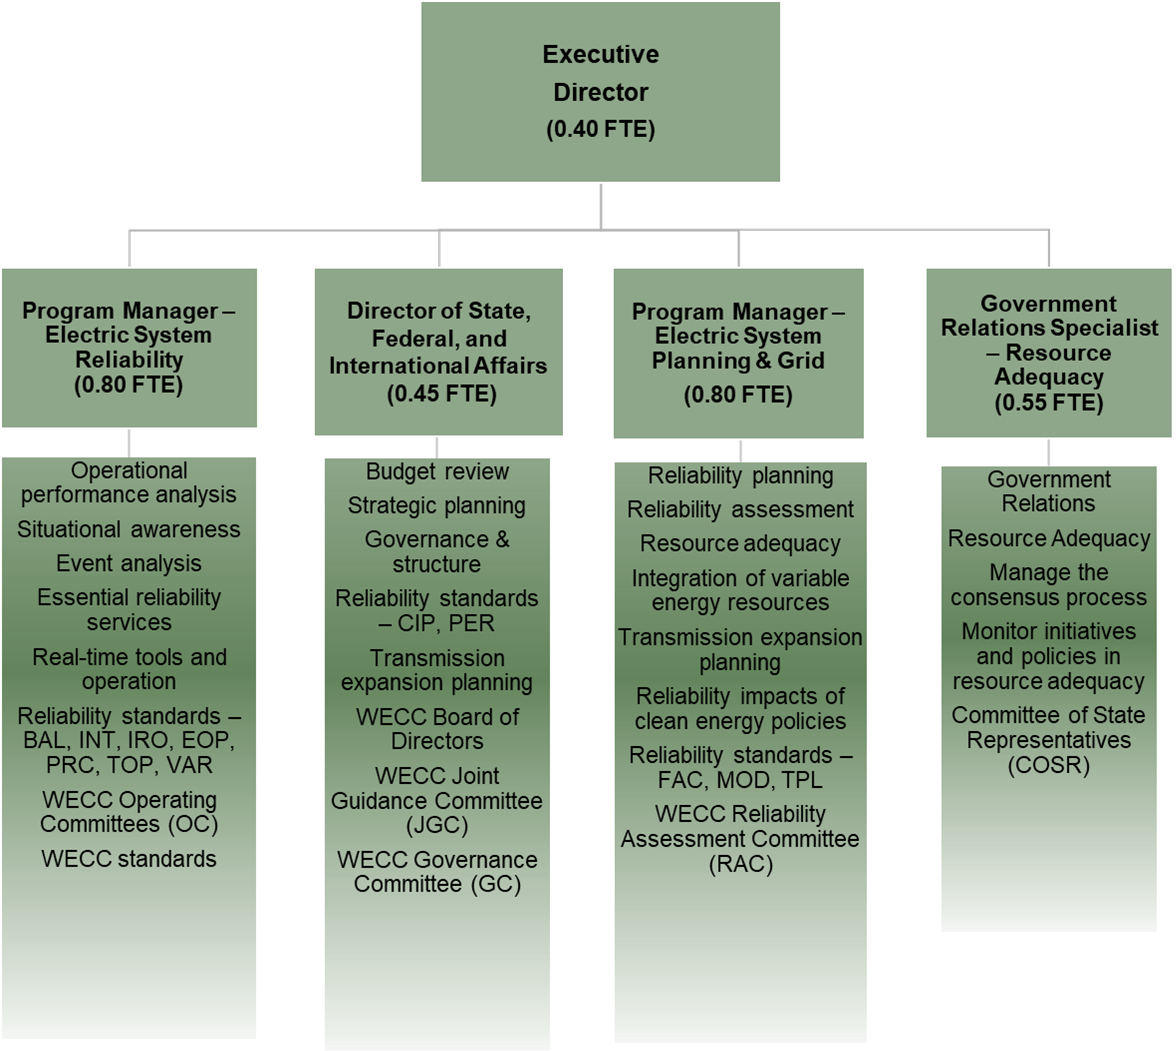 Executive
Director
(0.40 FTE)
Program Manager –
Electric System
Reliability
(0.80 FTE)
Operational
performance analysis
Situational awareness
Event analysis
Essential reliability
services
Real-time tools and
operation
Reliability standards –
BAL, INT, IRO, EOP,
PRC, TOP, VAR
WECC Operating
Committees (OC)
WECC standards
Director of State,
Federal, and
International Affairs
(0.45 FTE)
Budget review
Strategic planning
Governance &
structure
Reliability standards
– CIP, PER
Transmission
expansion planning
WECC Board of
Directors
WECC Joint
Guidance Committee
(JGC)
WECC Governance
Committee (GC)
Program Manager –
Electric System
Planning & Grid
(0.80 FTE)
Reliability planning
Reliability assessment
Resource adequacy
Integration of variable
energy resources
Transmission expansion
planning
Reliability impacts of
clean energy policies
Reliability standards –
FAC, MOD, TPL
WECC Reliability
Assessment Committee
(RAC)
Government
Relations Specialist
– Resource
Adequacy
(0.55 FTE)
Government
Relations
Resource Adequacy
Manage the
consensus process
Monitor initiatives
and policies in
resource adequacy
Committee of State
Representatives
(COSR)